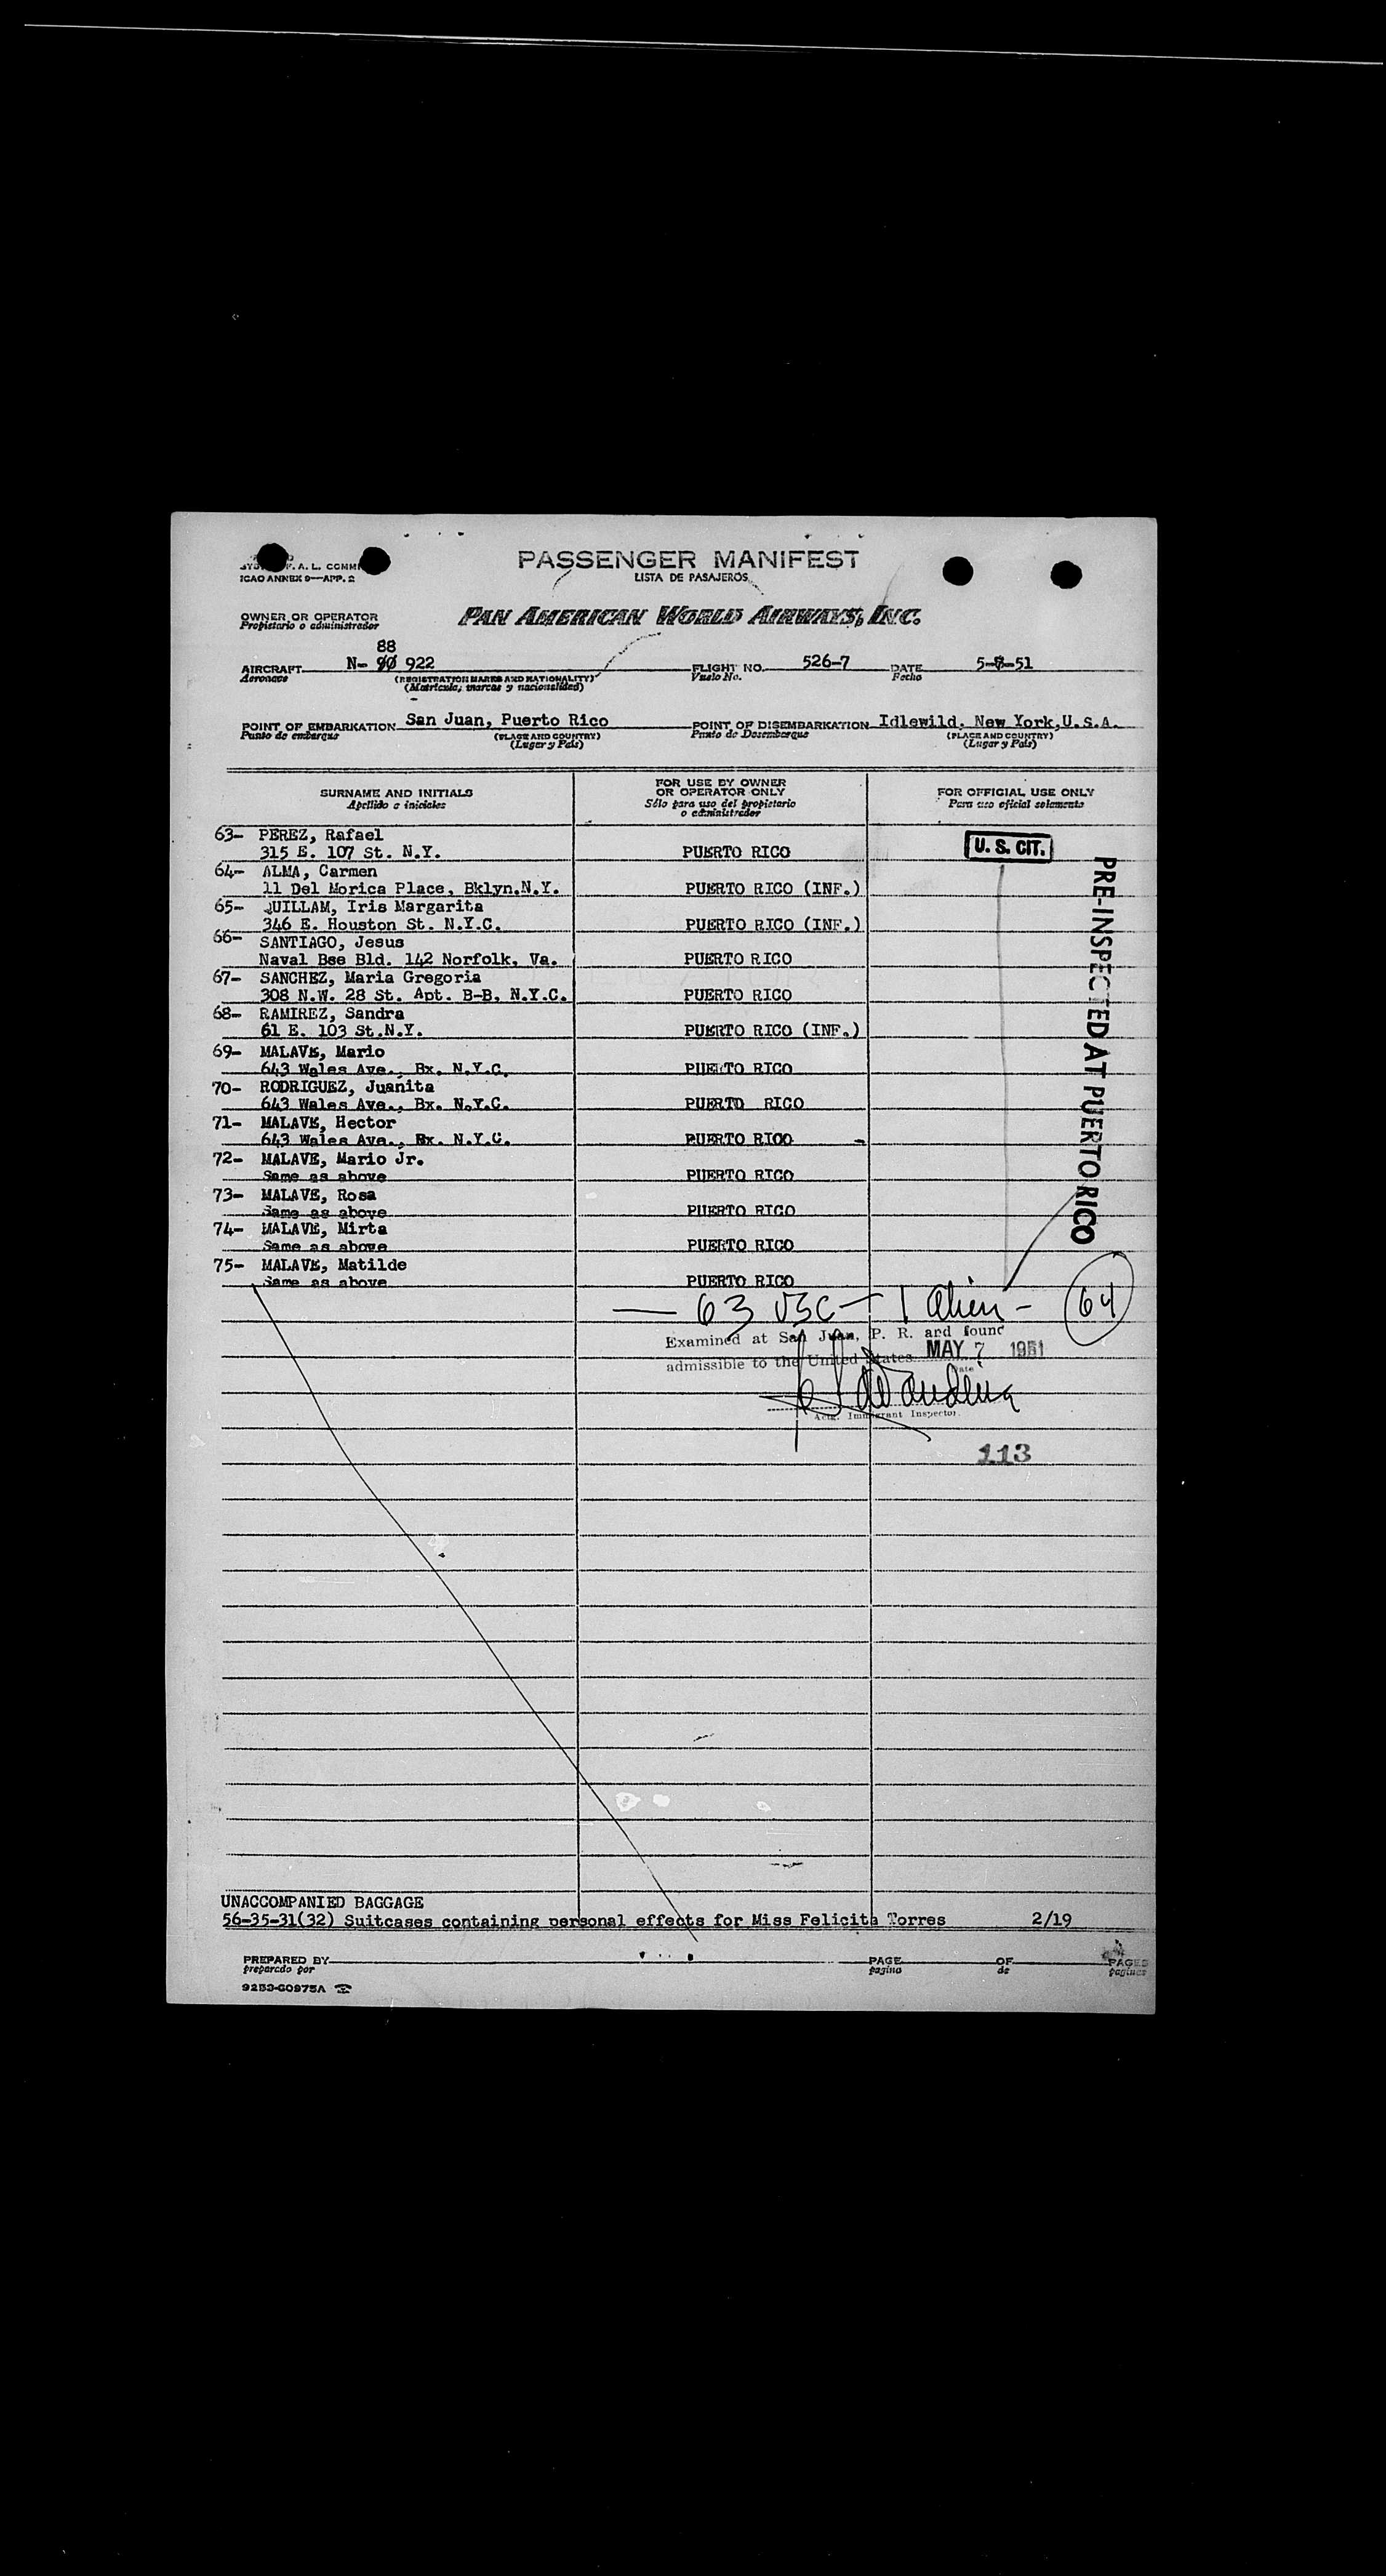 PASSENGER MANIFEST
LISTA DE PASAJEROS
F. A. L. COMMI
ICAO ANNEX 9—APP. 2
OWNER OR OPERATOR
Propietario o administrador
PAN AMERICAN WORLD AIRWAYS, INC.
88
AIRCRAFT N- 90 922 FLIGHT NO. 526-7 DATE 5-7-51
Aeronave (REGISTRATION MARKS AND NATIONALITY) Vuelo No. Fecha
(Matricula, marcas y nacionalidad)
POINT OF EMBARKATION San Juan, Puerto Rico POINT OF DISEMBARKATION Idlewild, New York,U.S.A.
Punto de embarque (PLACE AND COUNTRY) Punto de Desembarque (PLACE AND COUNTRY)
(Lugar y País) (Lugar y País)
SURNAME AND INITIALS
Apellido e iniciales
FOR USE BY OWNER
OR OPERATOR ONLY
Sólo para uso del propietario
o administrador
FOR OFFICIAL USE ONLY
Para uso oficial solamente
63- PEREZ, Rafael
315 E. 107 St. N.Y. PUERTO RICO U. S. CIT.
64- ALMA, Carmen
11 Del Morica Place, Bklyn.N.Y. PUERTO RICO (INF.)
65- QUILLAM, Iris Margarita
346 E. Houston St. N.Y.C. PUERTO RICO (INF.)
66- SANTIAGO, Jesus
Naval Bse Bld. 142 Norfolk, Va. PUERTO RICO
67- SANCHEZ, Maria Gregoria
308 N.W. 28 St. Apt. B-B, N.Y.C. PUERTO RICO
68- RAMIREZ, Sandra
61 E. 103 St.N.Y. PUERTO RICO (INF.)
69- MALAVE, Mario
643 Wales Ave., Bx. N.Y.C. PUERTO RICO
70- RODRIGUEZ, Juanita
643 Wales Ave., Bx. N.Y.C. PUERTO RICO
71- MALAVE, Hector
643 Wales Ave., Bx. N.Y.C. PUERTO RICO
72- MALAVE, Mario Jr.
Same as above PUERTO RICO
73- MALAVE, Rosa
Same as above PUERTO RICO
74- MALAVE, Mirta
Same as above PUERTO RICO
75- MALAVE, Matilde
Same as above PUERTO RICO
PRE-INSPECTED AT PUERTO RICO
— 63 USC — 1 Alien — 64
Examined at San Juan, P. R. and found
admissible to the United States MAY 7 1951
Date
Actg. Immigrant Inspector.
113
UNACCOMPANIED BAGGAGE
56-35-31(32) Suitcases containing personal effects for Miss Felicita Torres 2/19
PREPARED BY PAGE OF PAGES
preparado por pagina de paginas
92B3-G0975A